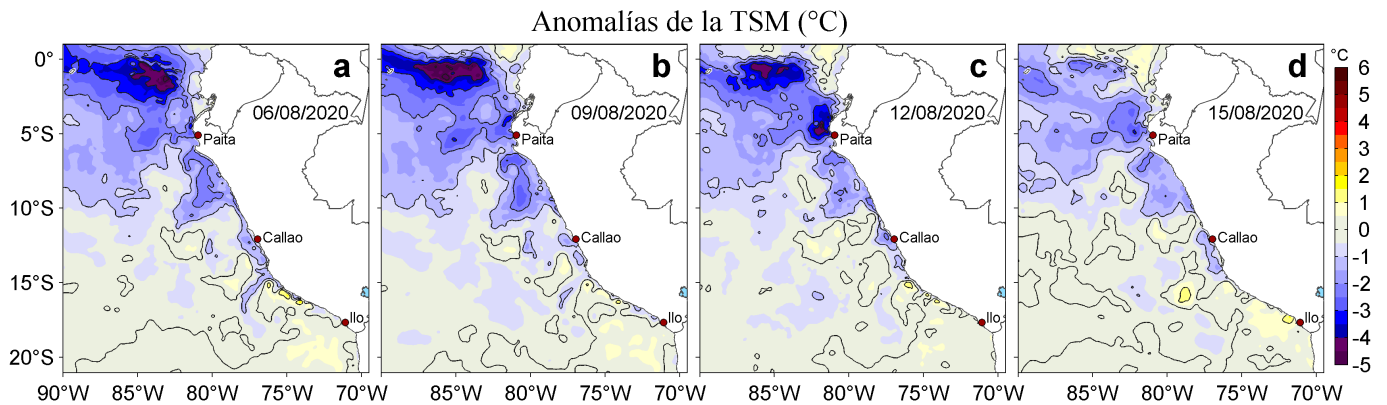 Anomalías de la TSM (°C)
a
06/08/2020
Paita
Callao
Ilo
b
09/08/2020
Paita
Callao
Ilo
c
12/08/2020
Paita
Callao
Ilo
d
15/08/2020
Paita
Callao
Ilo
0°
5°S
10°S
15°S
20°S
90°W 85°W 80°W 75°W 70°W
85°W 80°W 75°W 70°W
85°W 80°W 75°W 70°W
85°W 80°W 75°W 70°W
°C
6
5
4
3
2
1
0
-1
-2
-3
-4
-5